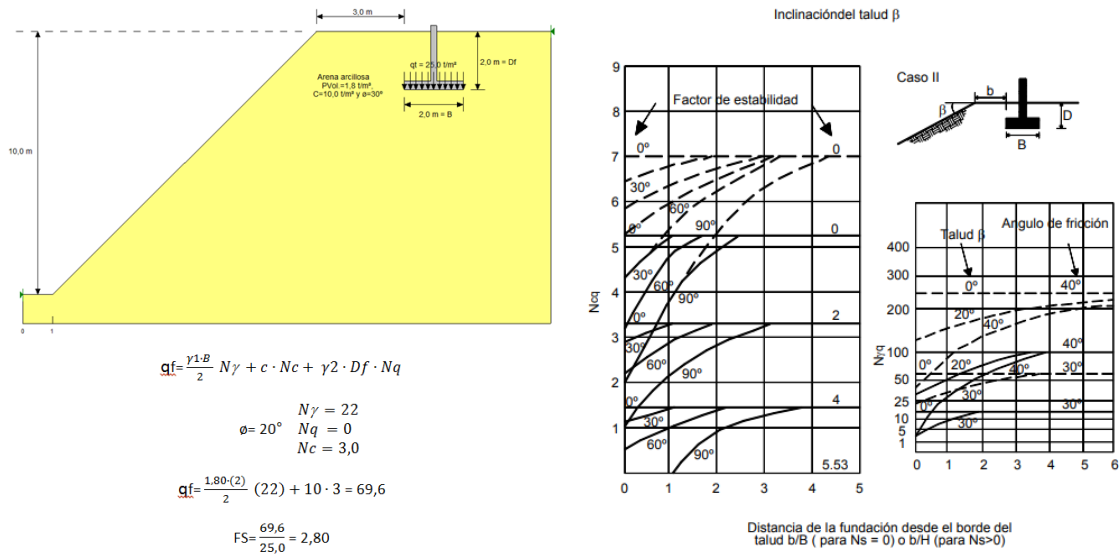 3,0 m
qt = 25,0 t/m²
2,0 m = Df
Arena arcillosa
PVol.=1,8 t/m³,
C=10,0 t/m² y ø=30º
2,0 m = B
10,0 m
0
1
qf= γ1·B/2 Nγ + c · Nc + γ2 · Df · Nq
Nγ = 22
ø= 20° Nq = 0
Nc = 3,0
qf= 1,80·(2)/2 (22) + 10 · 3 = 69,6
FS= 69,6/25,0 = 2,80
Inclinacióndel talud β
9
8
7
6
5
4
3
2
1
Ncq
Factor de estabilidad
0º
0
30º
60º
0º
90º
0
30º
60º
90º
0º
2
30º
60º
90º
0º
4
30º
60º
90º
5.53
0 1 2 3 4 5
Caso II
b
β
D
B
Talud β
Angulo de fricción
400
300
200
100
50
25
10
5
1
Nγq
0º
40º
20º
40º
40º
0º
20º
40º
30º
0º
30º
30º
30º
0 1 2 3 4 5 6
Distancia de la fundación desde el borde del
talud b/B ( para Ns = 0) o b/H (para Ns>0)